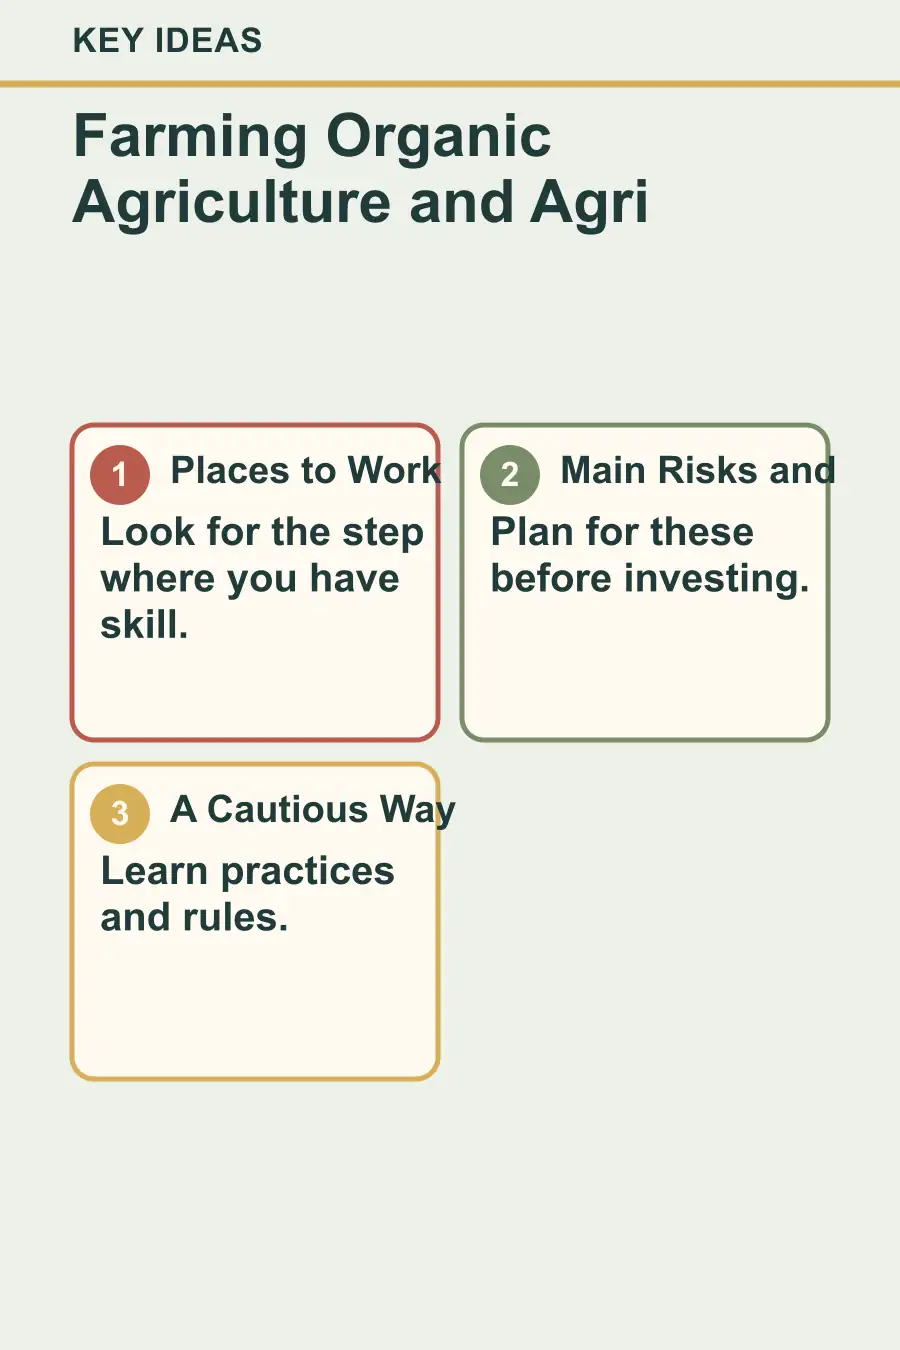 KEY IDEAS
Farming Organic
Agriculture and Agri
1
Places to Work
Look for the step
where you have
skill.
2
Main Risks and
Plan for these
before investing.
3
A Cautious Way
Learn practices
and rules.